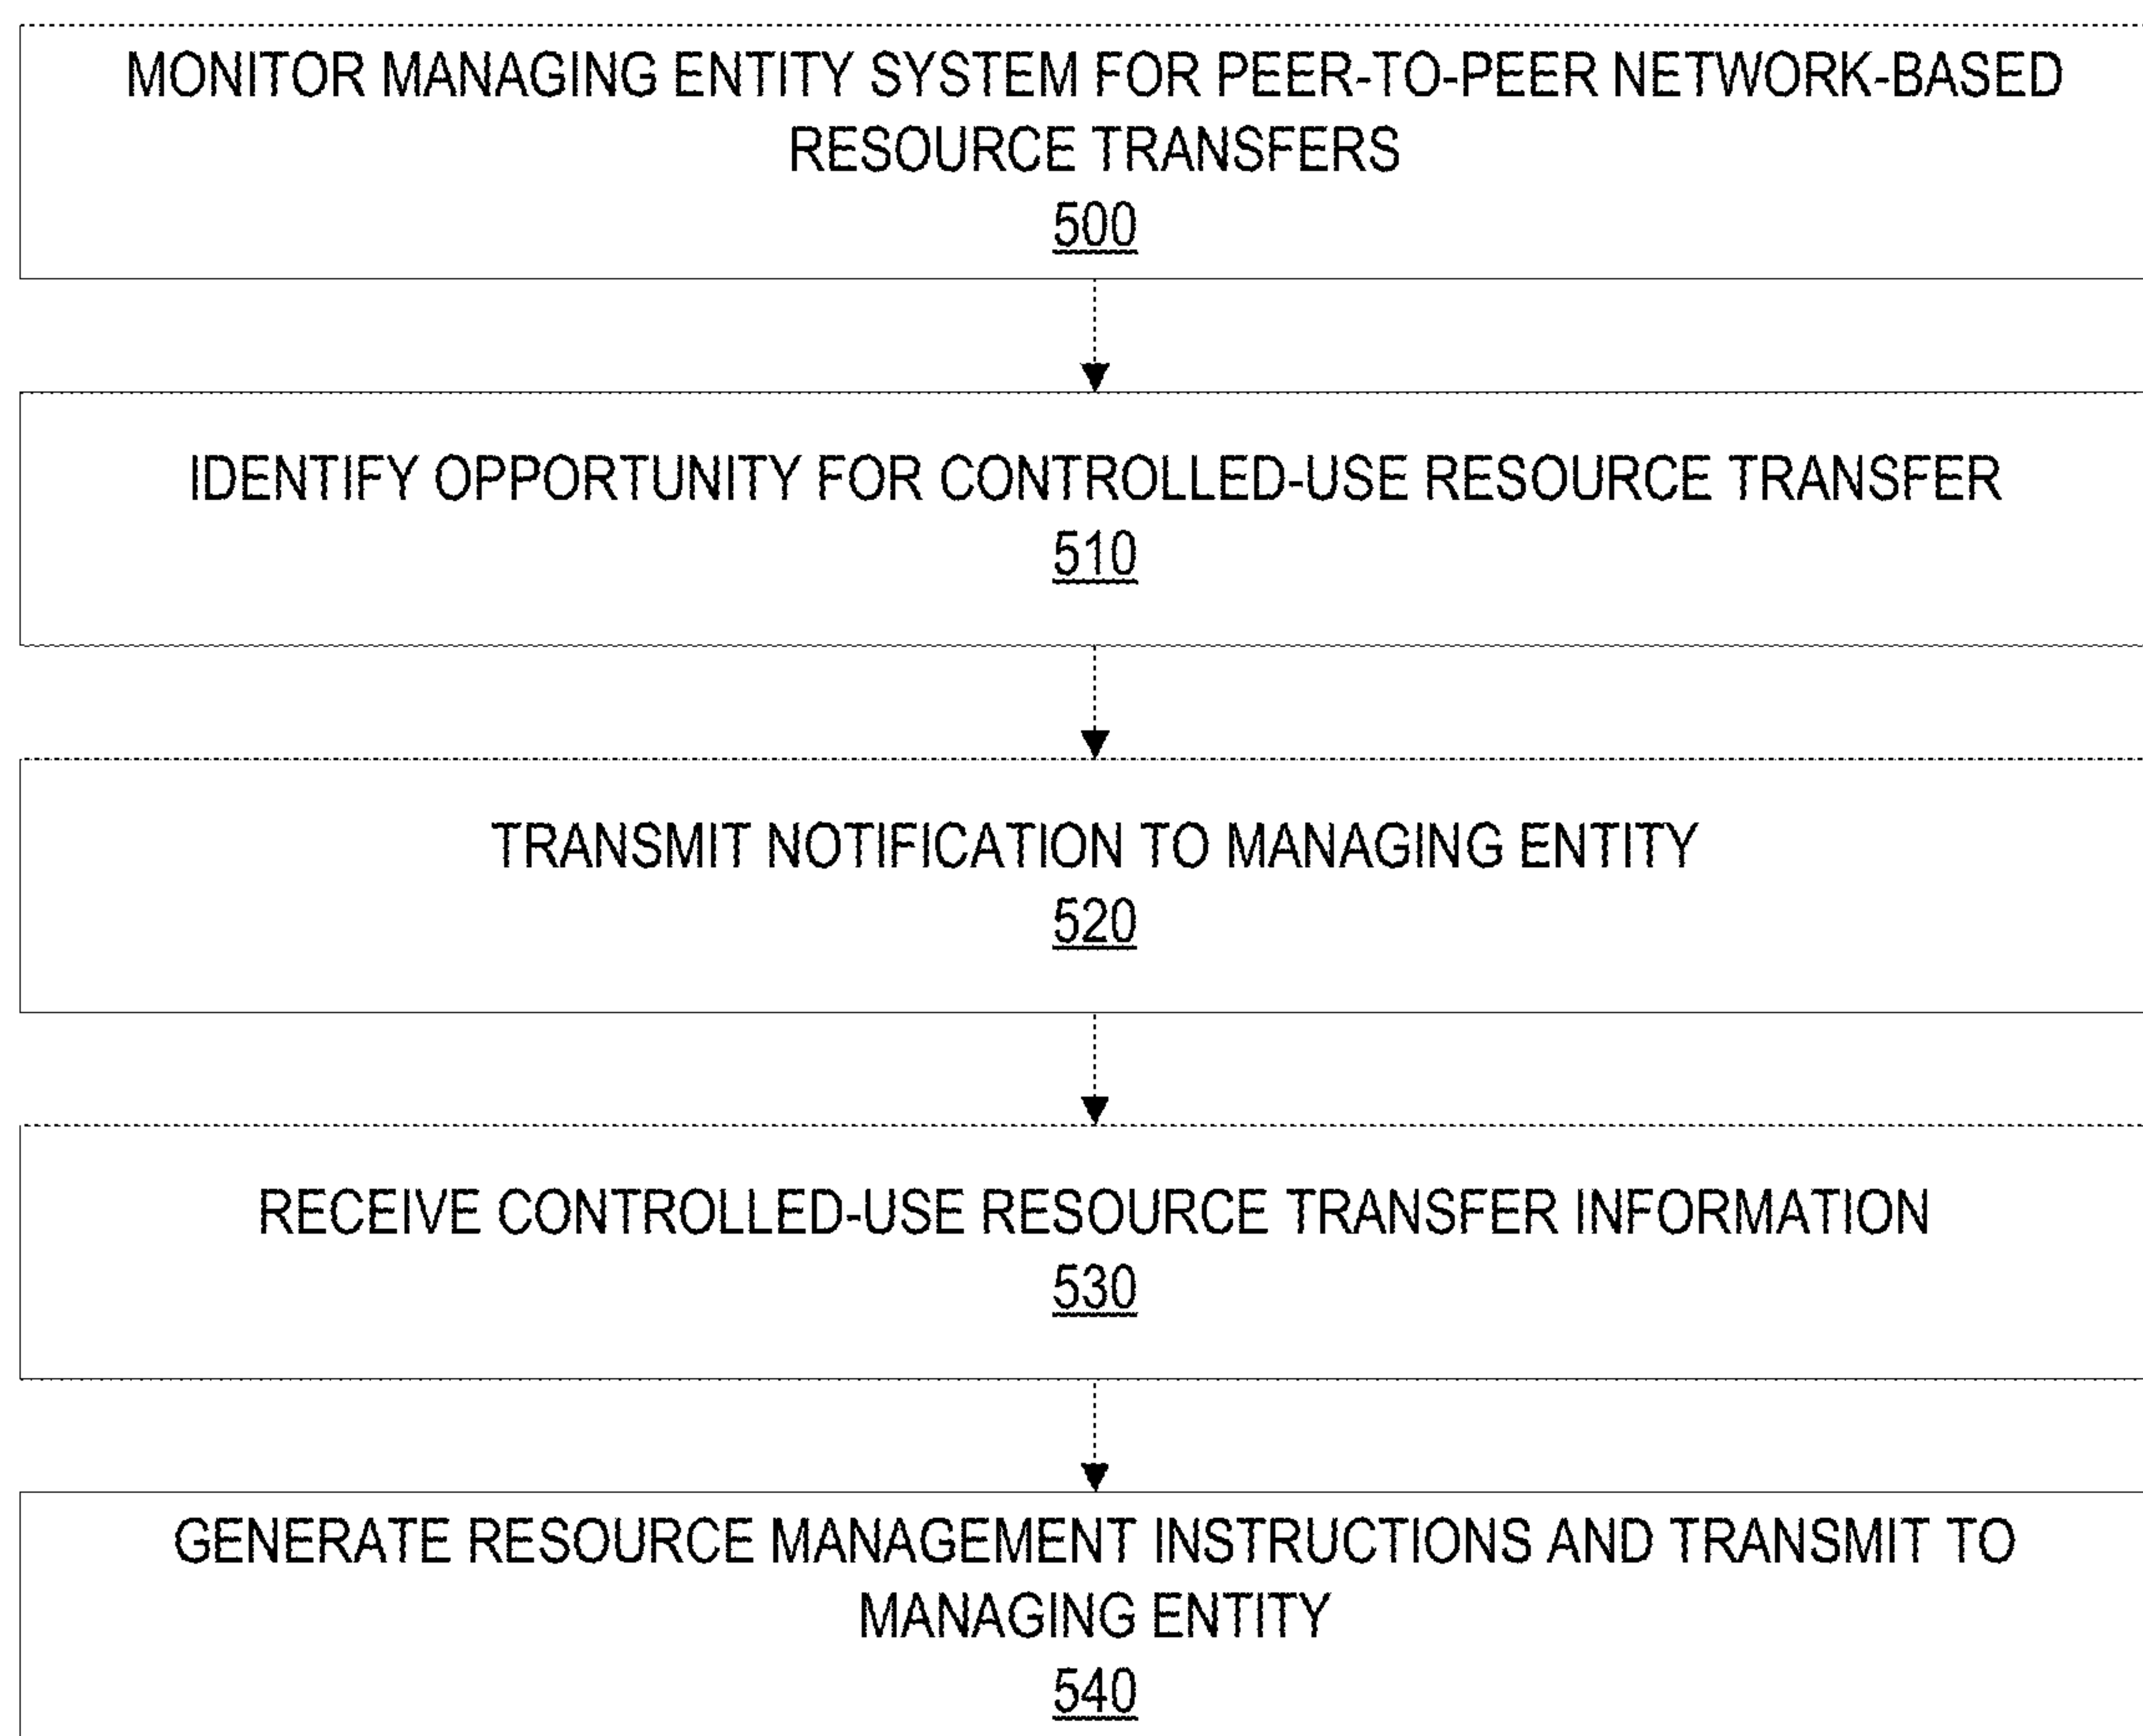 MONITOR MANAGING ENTITY SYSTEM FOR PEER-TO-PEER NETWORK-BASED
RESOURCE TRANSFERS
500
IDENTIFY OPPORTUNITY FOR CONTROLLED-USE RESOURCE TRANSFER
510
TRANSMIT NOTIFICATION TO MANAGING ENTITY
520
RECEIVE CONTROLLED-USE RESOURCE TRANSFER INFORMATION
530
GENERATE RESOURCE MANAGEMENT INSTRUCTIONS AND TRANSMIT TO
MANAGING ENTITY
540